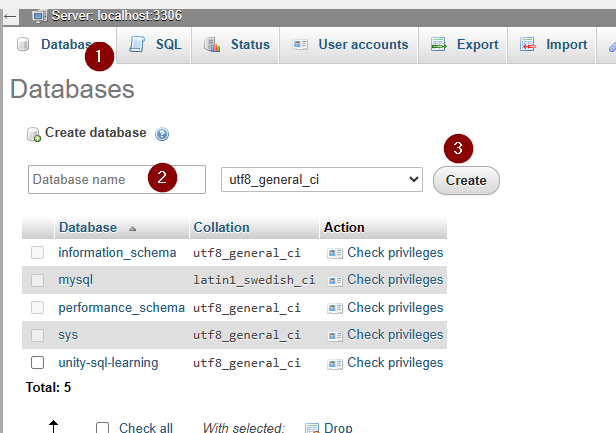 Server: localhost:3306
Databas 1 SQL Status User accounts Export Import
Databases
Create database
3
Database name 2 utf8_general_ci Create
Database Collation Action
information_schema utf8_general_ci Check privileges
mysql latin1_swedish_ci Check privileges
performance_schema utf8_general_ci Check privileges
sys utf8_general_ci Check privileges
unity-sql-learning utf8_general_ci Check privileges
Total: 5
Check all With selected: Drop